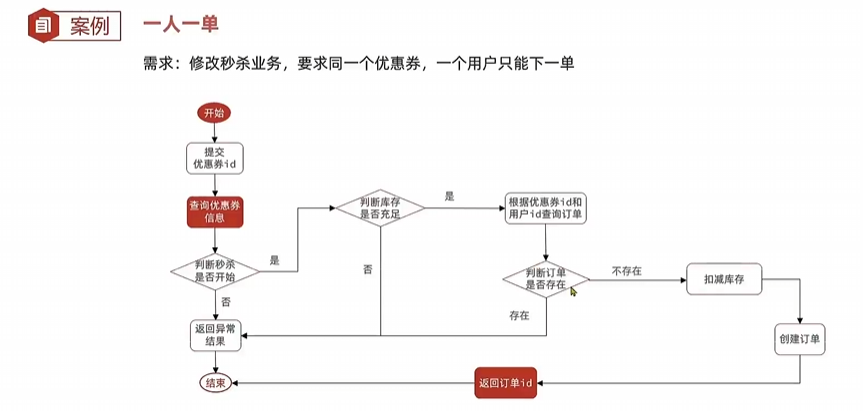 案例
一人一单
需求：修改秒杀业务，要求同一个优惠券，一个用户只能下一单
开始
提交
优惠券id
查询优惠券
信息
判断秒杀
是否开始
是
否
返回异常
结果
结束
判断库存
是否充足
是
否
根据优惠券id和
用户id查询订单
判断订单
是否存在
不存在
存在
扣减库存
创建订单
返回订单id